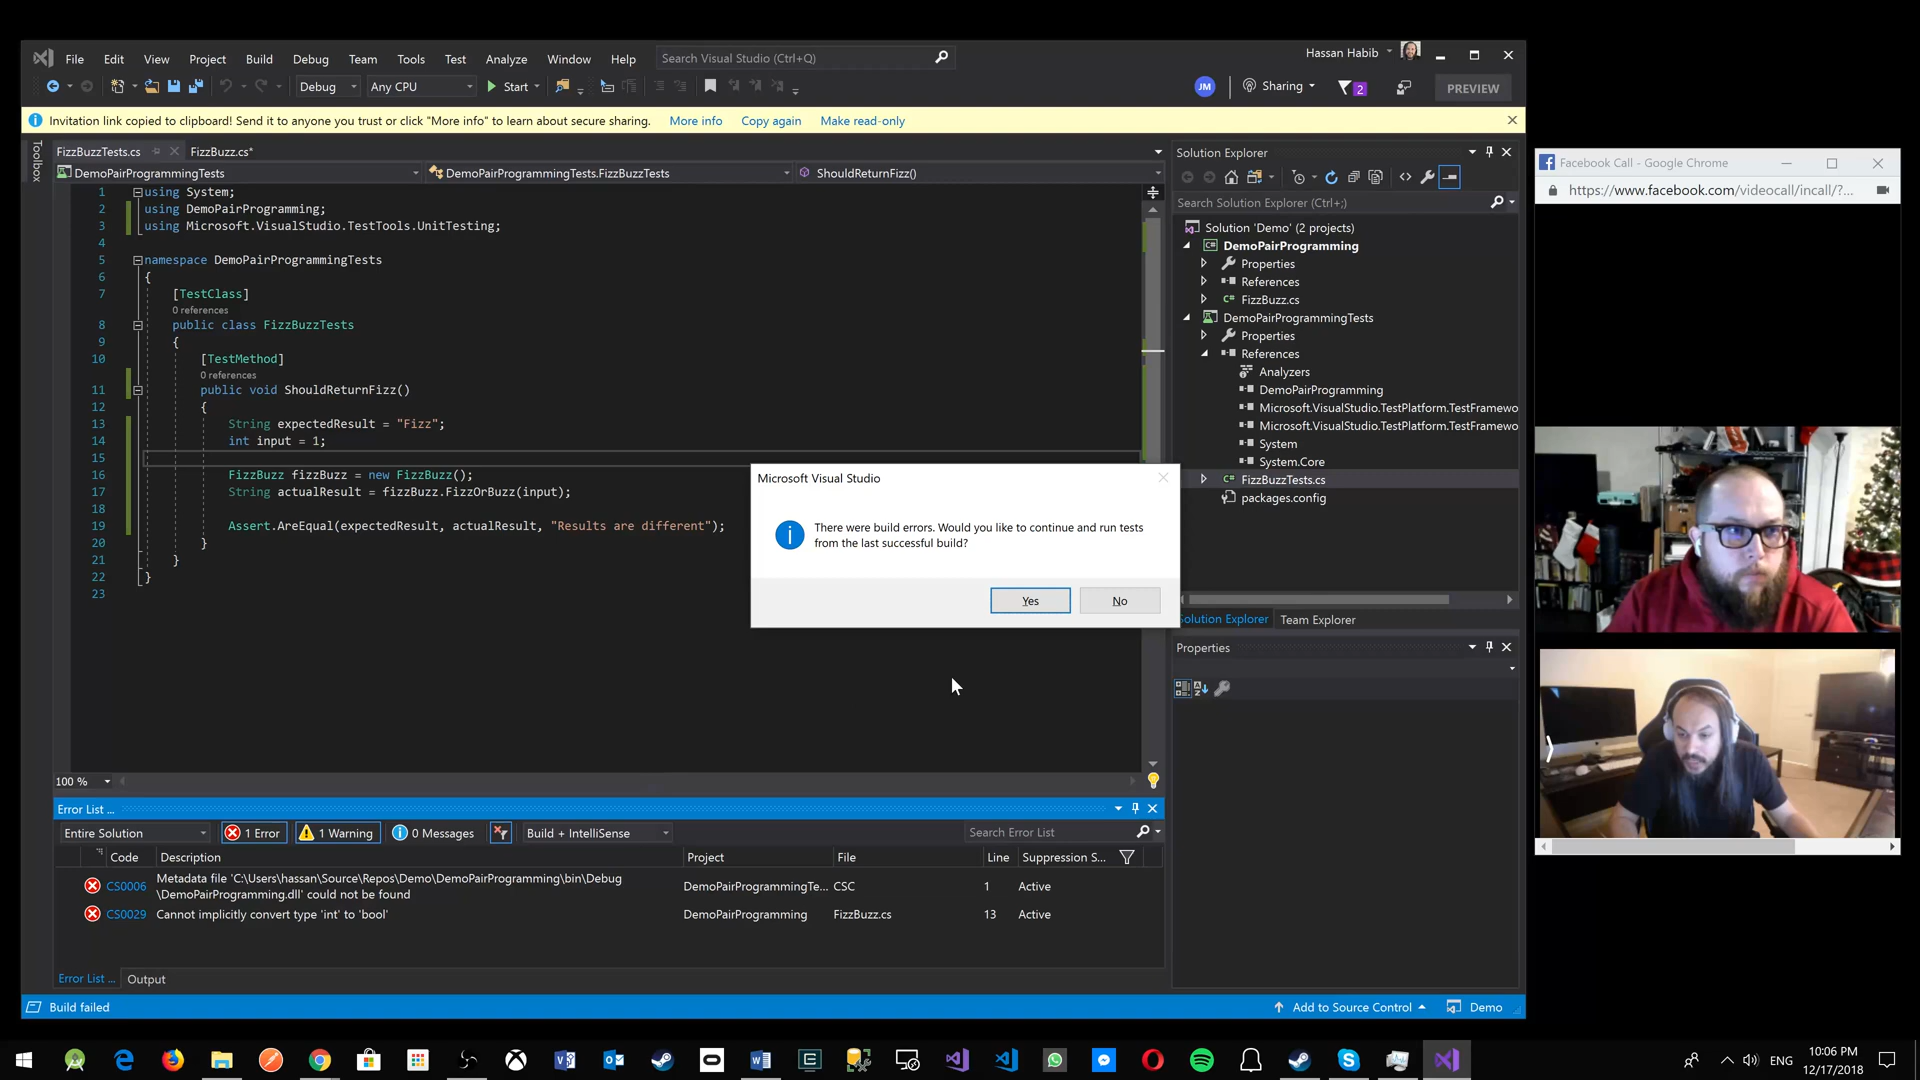 File Edit View Project Build Debug Team Tools Test Analyze Window Help
Search Visual Studio (Ctrl+Q)
Hassan Habib
Debug Any CPU Start
JM Sharing 2 PREVIEW
Invitation link copied to clipboard! Send it to anyone you trust or click "More info" to learn about secure sharing. More info Copy again Make read-only
Toolbox
FizzBuzzTests.cs FizzBuzz.cs*
DemoPairProgrammingTests DemoPairProgrammingTests.FizzBuzzTests ShouldReturnFizz()
1 using System;
2 using DemoPairProgramming;
3 using Microsoft.VisualStudio.TestTools.UnitTesting;
4
5 namespace DemoPairProgrammingTests
6 {
7 [TestClass]
0 references
8 public class FizzBuzzTests
9 {
10 [TestMethod]
0 references
11 public void ShouldReturnFizz()
12 {
13 String expectedResult = "Fizz";
14 int input = 1;
15
16 FizzBuzz fizzBuzz = new FizzBuzz();
17 String actualResult = fizzBuzz.FizzOrBuzz(input);
18
19 Assert.AreEqual(expectedResult, actualResult, "Results are different");
20 }
21 }
22 }
23
100 %
Microsoft Visual Studio
There were build errors. Would you like to continue and run tests
from the last successful build?
Yes No
Solution Explorer
Search Solution Explorer (Ctrl+;)
Solution 'Demo' (2 projects)
DemoPairProgramming
Properties
References
FizzBuzz.cs
DemoPairProgrammingTests
Properties
References
Analyzers
DemoPairProgramming
Microsoft.VisualStudio.TestPlatform.TestFramewo
Microsoft.VisualStudio.TestPlatform.TestFramewo
System
System.Core
FizzBuzzTests.cs
packages.config
Solution Explorer Team Explorer
Properties
Facebook Call - Google Chrome
https://www.facebook.com/videocall/incall/?...
Error List ...
Entire Solution 1 Error 1 Warning 0 Messages Build + IntelliSense Search Error List
Code Description Project File Line Suppression S...
CS0006 Metadata file 'C:\Users\hassan\Source\Repos\Demo\DemoPairProgramming\bin\Debug
\DemoPairProgramming.dll' could not be found DemoPairProgrammingTe... CSC 1 Active
CS0029 Cannot implicitly convert type 'int' to 'bool' DemoPairProgramming FizzBuzz.cs 13 Active
Error List ... Output
Build failed Add to Source Control Demo
ENG 10:06 PM
12/17/2018